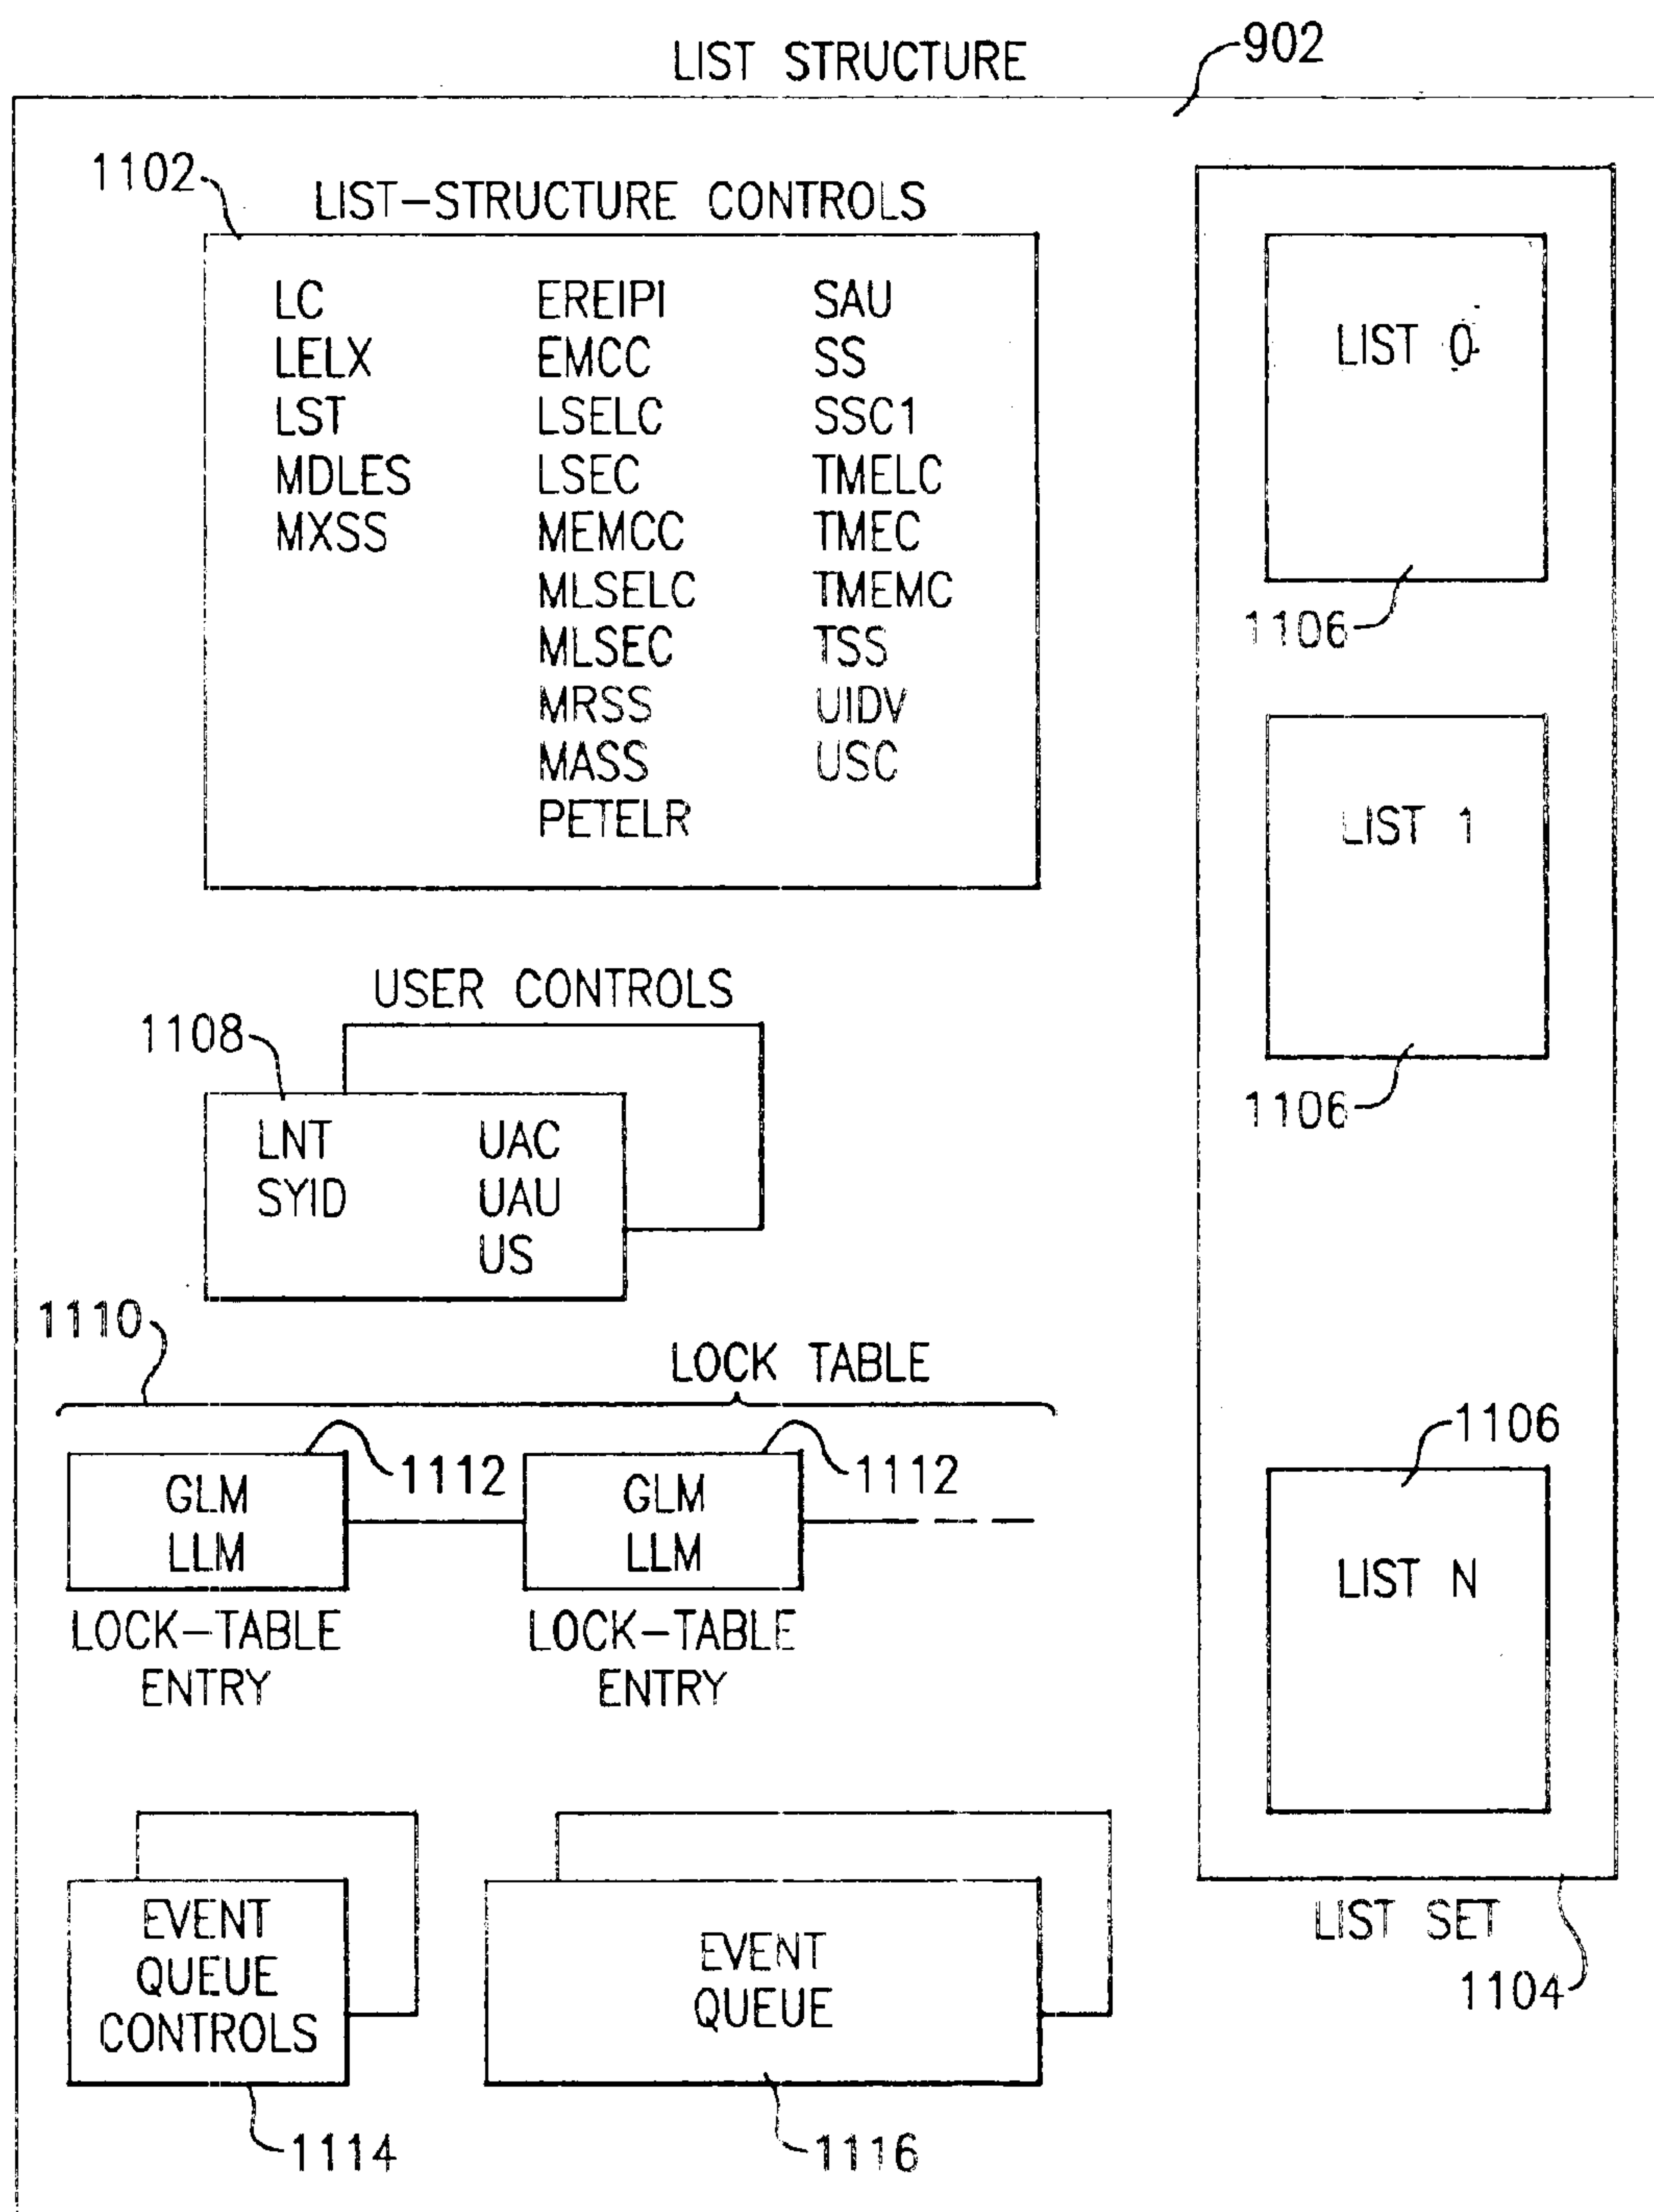 LIST STRUCTURE
902
1102
LIST-STRUCTURE CONTROLS
LC EREIPI SAU
LELX EMCC SS
LST LSELC SSC1
MDLES LSEC TMELC
MXSS MEMCC TMEC
MLSELC TMEMC
MLSEC TSS
MRSS UIDV
MASS USC
PETELR
LIST 0
1106
LIST 1
1106
USER CONTROLS
1108
LNT UAC
SYID UAU
US
1110
LOCK TABLE
GLM
LLM
1112
GLM
LLM
1112
LOCK-TABLE
ENTRY
LOCK-TABLE
ENTRY
1106
LIST N
LIST SET
1104
EVENT
QUEUE
CONTROLS
1114
EVENT
QUEUE
1116